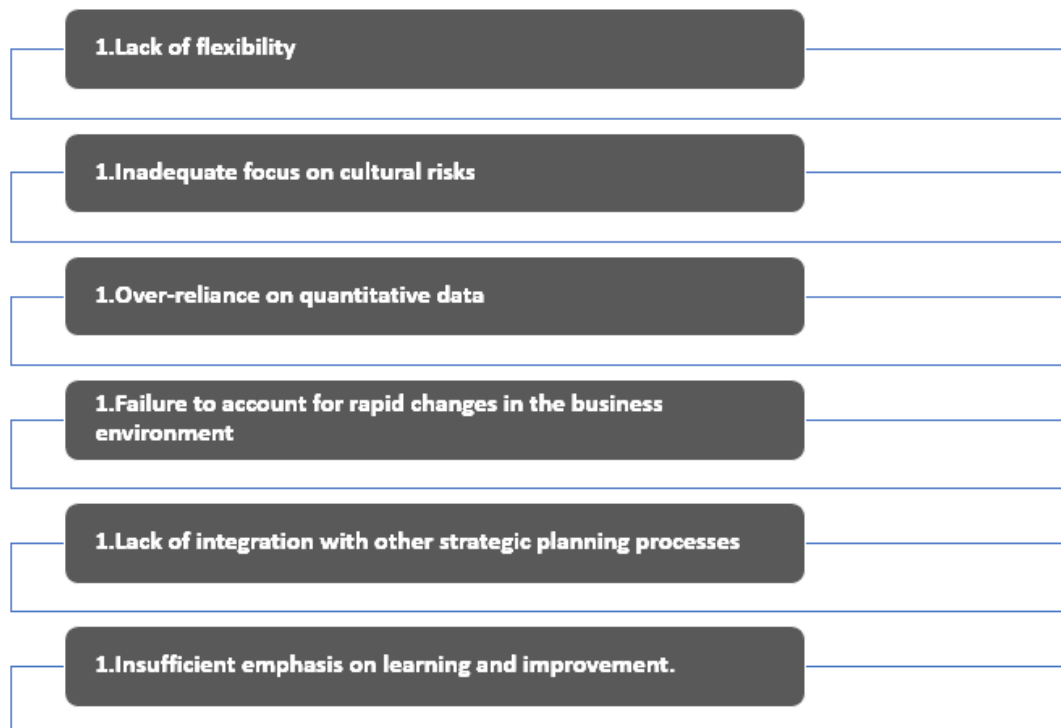 1.Lack of flexibility
1.Inadequate focus on cultural risks
1.Over-reliance on quantitative data
1.Failure to account for rapid changes in the business
environment
1.Lack of integration with other strategic planning processes
1.Insufficient emphasis on learning and improvement.